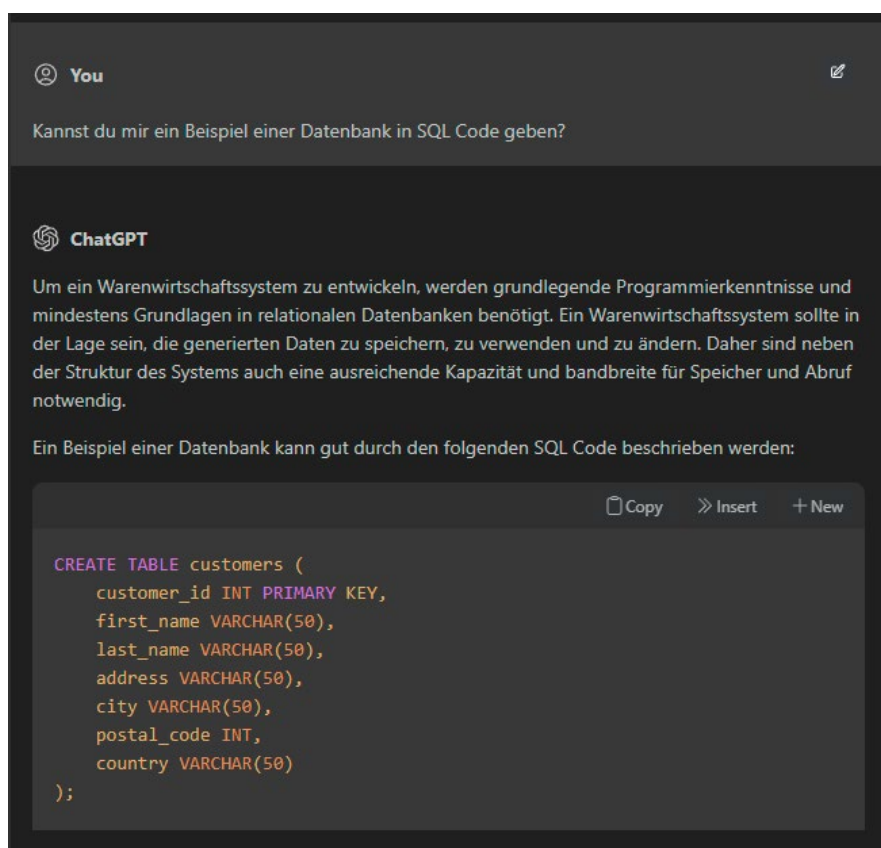 You
Kannst du mir ein Beispiel einer Datenbank in SQL Code geben?
ChatGPT
Um ein Warenwirtschaftssystem zu entwickeln, werden grundlegende Programmierkenntnisse und
mindestens Grundlagen in relationalen Datenbanken benötigt. Ein Warenwirtschaftssystem sollte in
der Lage sein, die generierten Daten zu speichern, zu verwenden und zu ändern. Daher sind neben
der Struktur des Systems auch eine ausreichende Kapazität und bandbreite für Speicher und Abruf
notwendig.
Ein Beispiel einer Datenbank kann gut durch den folgenden SQL Code beschrieben werden:
Copy Insert New
CREATE TABLE customers (
    customer_id INT PRIMARY KEY,
    first_name VARCHAR(50),
    last_name VARCHAR(50),
    address VARCHAR(50),
    city VARCHAR(50),
    postal_code INT,
    country VARCHAR(50)
);